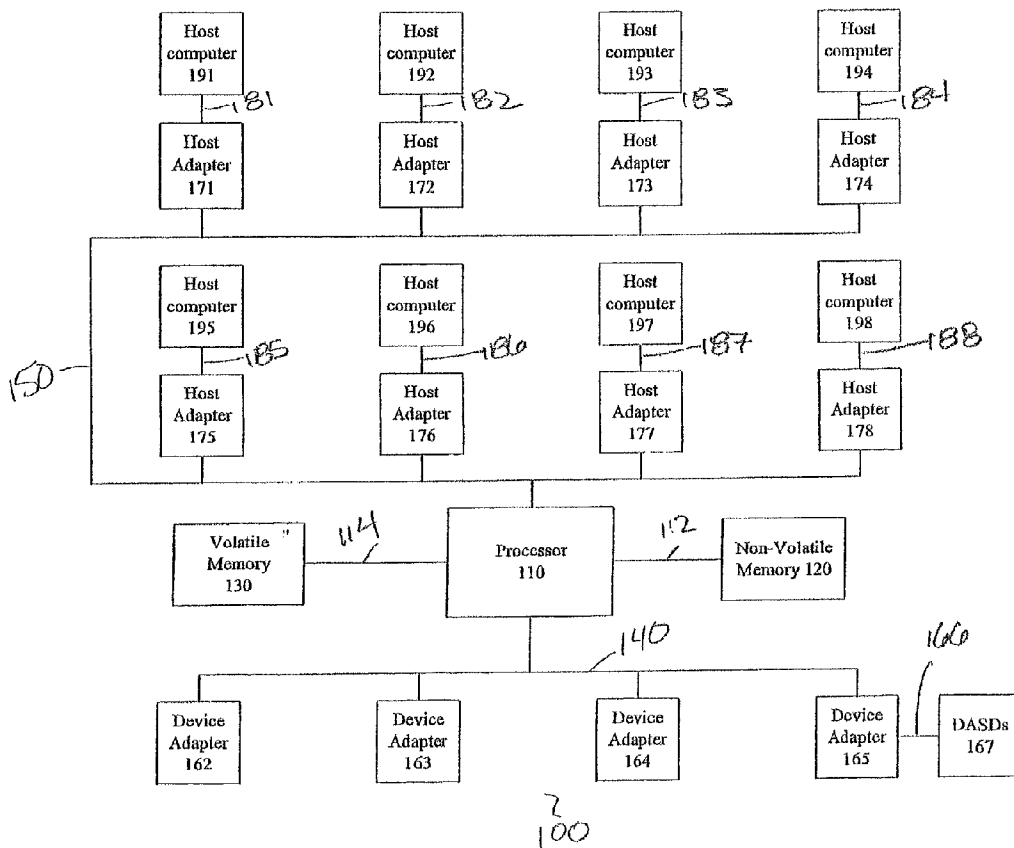 Host computer 191
Host computer 192
Host computer 193
Host computer 194
181
182
183
184
Host Adapter 171
Host Adapter 172
Host Adapter 173
Host Adapter 174
Host computer 195
Host computer 196
Host computer 197
Host computer 198
150
185
186
187
188
Host Adapter 175
Host Adapter 176
Host Adapter 177
Host Adapter 178
Volatile Memory 130
114
Processor 110
112
Non-Volatile Memory 120
140
166
Device Adapter 162
Device Adapter 163
Device Adapter 164
Device Adapter 165
DASDs 167
100